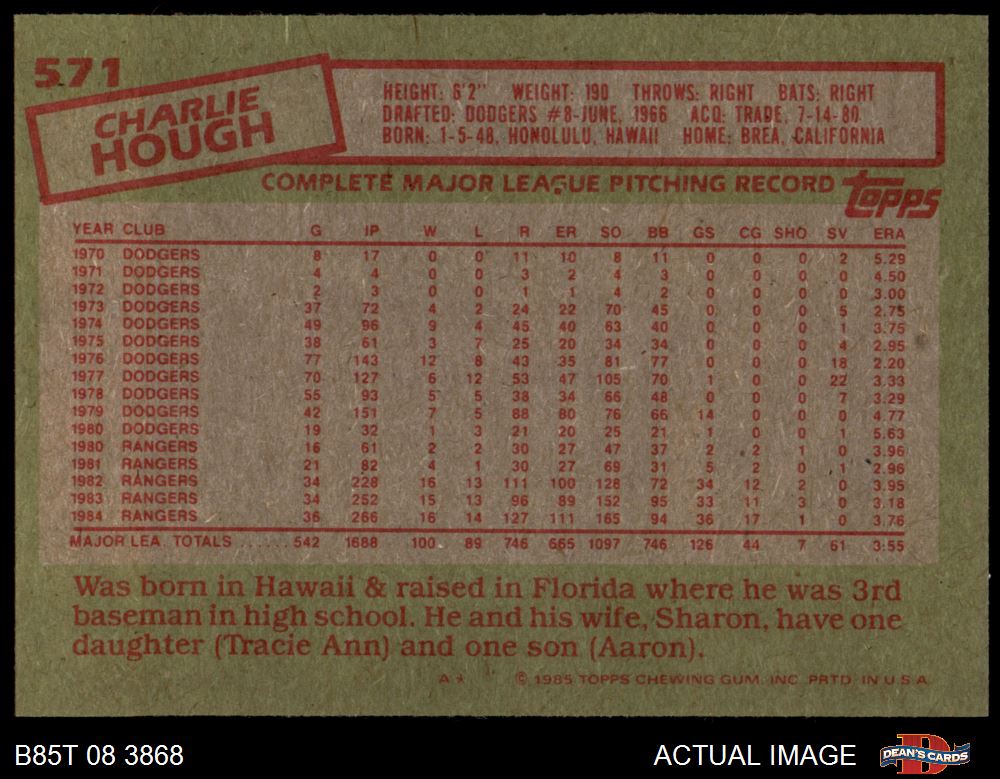 571
CHARLIE
HOUGH
HEIGHT: 6'2" WEIGHT: 190 THROWS: RIGHT BATS: RIGHT
DRAFTED: DODGERS #8-JUNE, 1966 ACQ: TRADE, 7-14-80
BORN: 1-5-48, HONOLULU, HAWAII HOME: BREA, CALIFORNIA
COMPLETE MAJOR LEAGUE PITCHING RECORD topps
YEAR CLUB G IP W L R ER SO BB GS CG SHO SV ERA
1970 DODGERS 8 17 0 0 11 10 8 11 0 0 0 2 5.29
1971 DODGERS 4 4 0 0 3 2 4 3 0 0 0 0 4.50
1972 DODGERS 2 3 0 0 1 1 4 2 0 0 0 0 3.00
1973 DODGERS 37 72 4 2 24 22 70 45 0 0 0 5 2.75
1974 DODGERS 49 96 9 4 45 40 63 40 0 0 0 1 3.75
1975 DODGERS 38 61 3 7 25 20 34 34 0 0 0 4 2.95
1976 DODGERS 77 143 12 8 43 35 81 77 0 0 0 18 2.20
1977 DODGERS 70 127 6 12 53 47 105 70 1 0 0 22 3.33
1978 DODGERS 55 93 5 5 38 34 66 48 0 0 0 7 3.29
1979 DODGERS 42 151 7 5 88 80 76 66 14 0 0 0 4.77
1980 DODGERS 19 32 1 3 21 20 25 21 1 0 0 1 5.63
1980 RANGERS 16 61 2 2 30 27 47 37 2 2 1 0 3.96
1981 RANGERS 21 82 4 1 30 27 69 31 5 2 0 1 2.96
1982 RANGERS 34 228 16 13 111 100 128 72 34 12 2 0 3.95
1983 RANGERS 34 252 15 13 96 89 152 95 33 11 3 0 3.18
1984 RANGERS 36 266 16 14 127 111 165 94 36 17 1 0 3.76
MAJOR LEA. TOTALS ...... 542 1688 100 89 746 665 1097 746 126 44 7 61 3.55
Was born in Hawaii & raised in Florida where he was 3rd
baseman in high school. He and his wife, Sharon, have one
daughter (Tracie Ann) and one son (Aaron).
A* © 1985 TOPPS CHEWING GUM, INC. PRTD. IN U.S.A.
B85T 08 3868 ACTUAL IMAGE DEAN'S CARDS